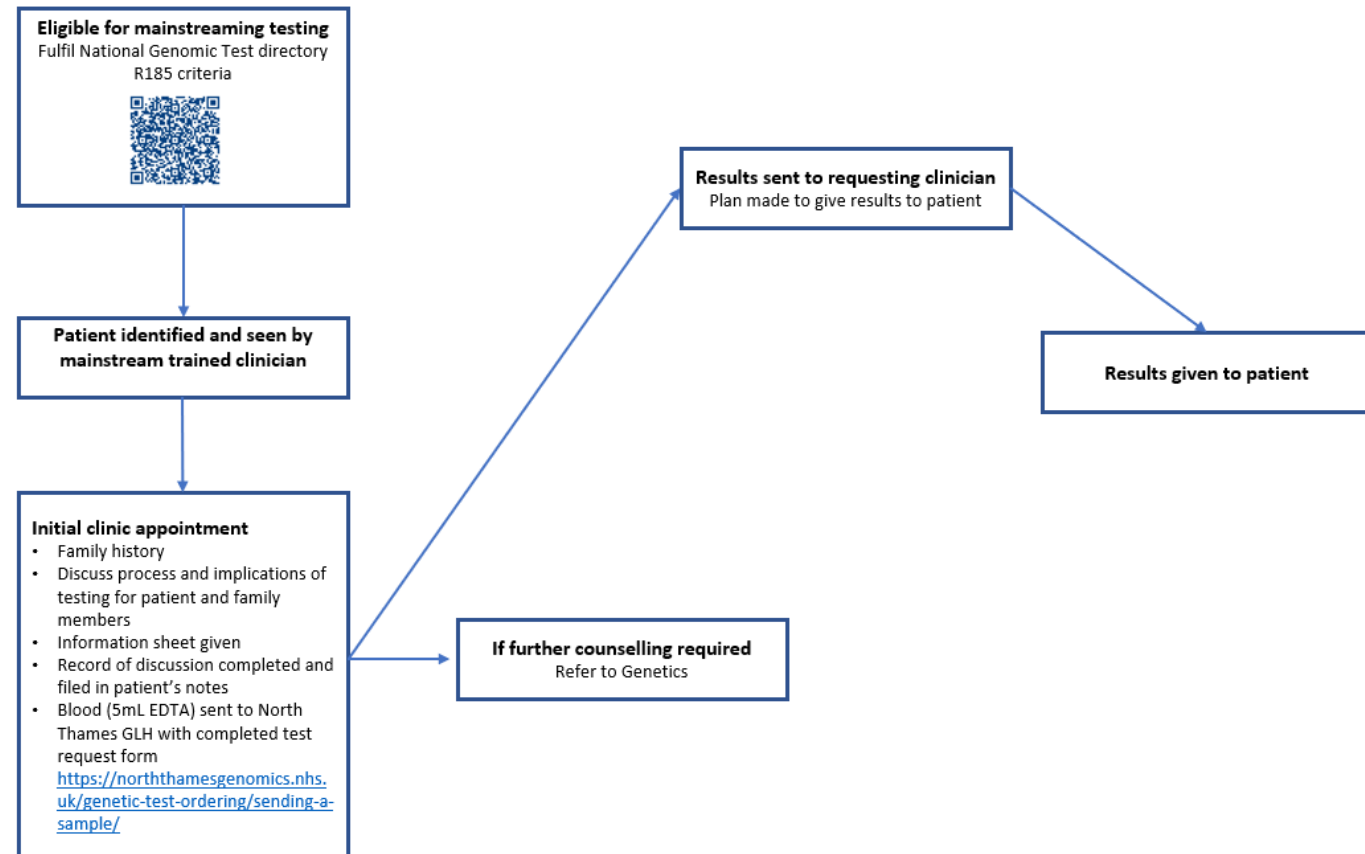 Eligible for mainstreaming testing
Fulfil National Genomic Test directory
R185 criteria
Patient identified and seen by
mainstream trained clinician
Initial clinic appointment
• Family history
• Discuss process and implications of
testing for patient and family
members
• Information sheet given
• Record of discussion completed and
filed in patient's notes
• Blood (5mL EDTA) sent to North
Thames GLH with completed test
request form
https://norththamesgenomics.nhs.
uk/genetic-test-ordering/sending-a-
sample/
If further counselling required
Refer to Genetics
Results sent to requesting clinician
Plan made to give results to patient
Results given to patient